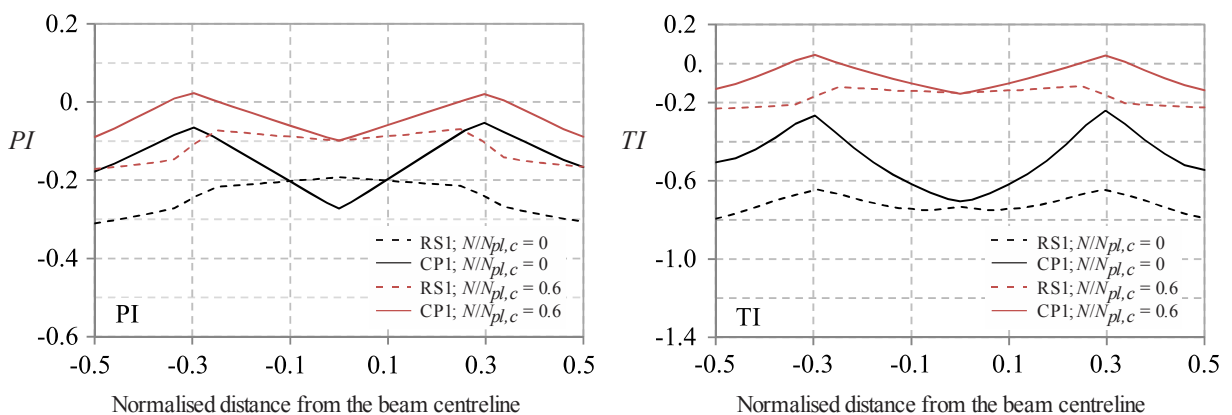 0.2
0.
PI
-0.2
-0.4
-0.6
PI
RS1; N/Npl,c = 0
CP1; N/Npl,c = 0
RS1; N/Npl,c = 0.6
CP1; N/Npl,c = 0.6
-0.5 -0.3 -0.1 0.1 0.3 0.5
Normalised distance from the beam centreline
0.2
0.
-0.2
TI
-0.6
-1.0
-1.4
TI
RS1; N/Npl,c = 0
CP1; N/Npl,c = 0
RS1; N/Npl,c = 0.6
CP1; N/Npl,c = 0.6
-0.5 -0.3 -0.1 0.1 0.3 0.5
Normalised distance from the beam centreline